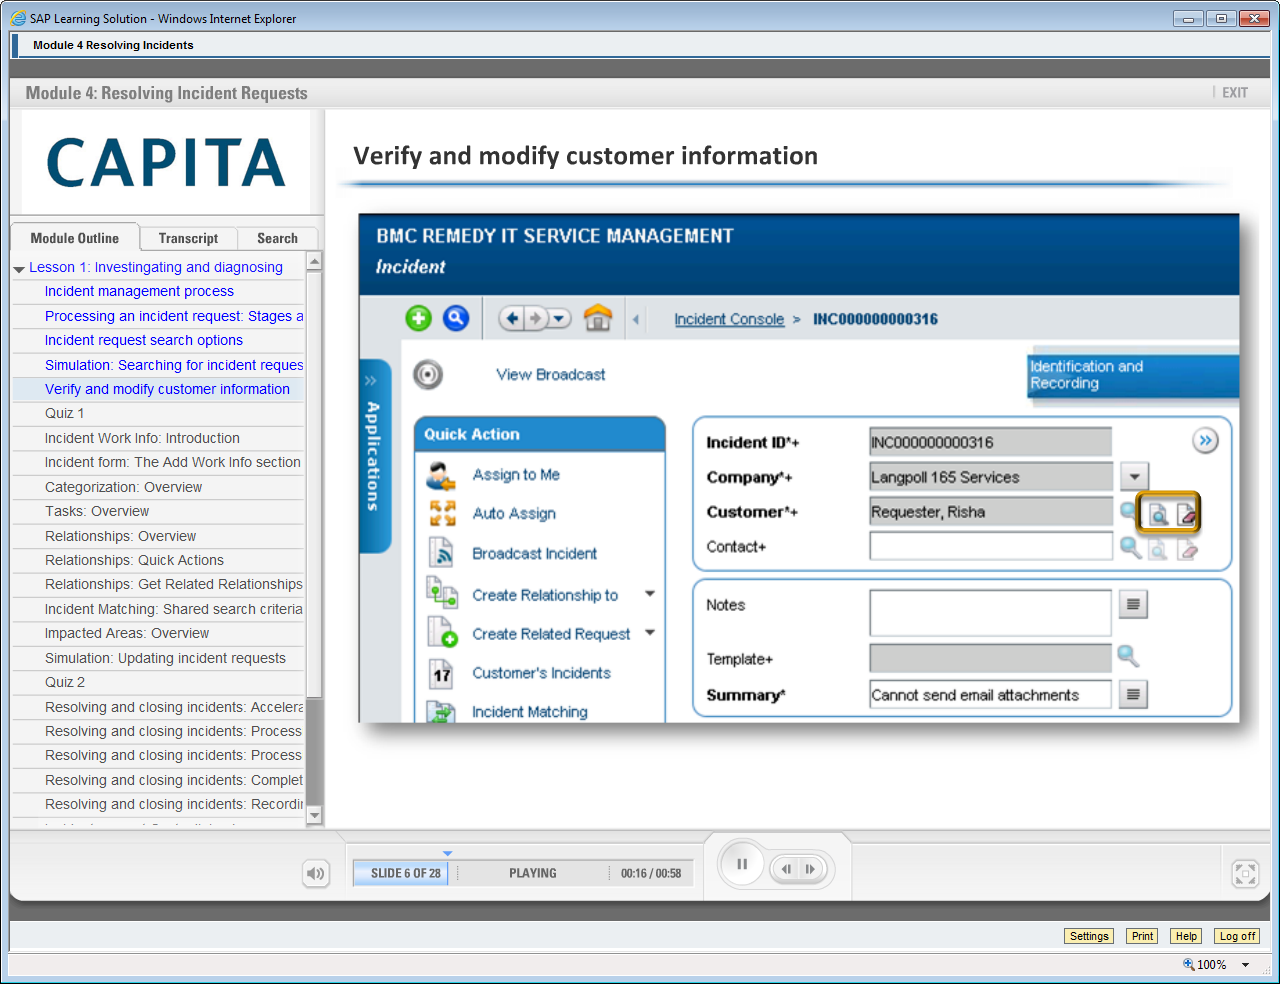 SAP Learning Solution - Windows Internet Explorer
Module 4 Resolving Incidents
Module 4: Resolving Incident Requests
EXIT
CAPITA
Module Outline
Transcript
Search
Lesson 1: Investingating and diagnosing
Incident management process
Processing an incident request: Stages a
Incident request search options
Simulation: Searching for incident reques
Verify and modify customer information
Quiz 1
Incident Work Info: Introduction
Incident form: The Add Work Info section
Categorization: Overview
Tasks: Overview
Relationships: Overview
Relationships: Quick Actions
Relationships: Get Related Relationships
Incident Matching: Shared search criteria
Impacted Areas: Overview
Simulation: Updating incident requests
Quiz 2
Resolving and closing incidents: Accelera
Resolving and closing incidents: Process
Resolving and closing incidents: Process
Resolving and closing incidents: Complet
Resolving and closing incidents: Recordin
Verify and modify customer information
BMC REMEDY IT SERVICE MANAGEMENT
Incident
Incident Console > INC000000000316
View Broadcast
Identification and
Recording
Applications
Quick Action
Assign to Me
Auto Assign
Broadcast Incident
Create Relationship to
Create Related Request
17
Customer's Incidents
Incident Matching
Incident ID*+
INC000000000316
Company*+
Langpoll 165 Services
Customer*+
Requester, Risha
Contact+
Notes
Template+
Summary*
Cannot send email attachments
SLIDE 6 OF 28
PLAYING
00:16 / 00:58
Settings
Print
Help
Log off
100%